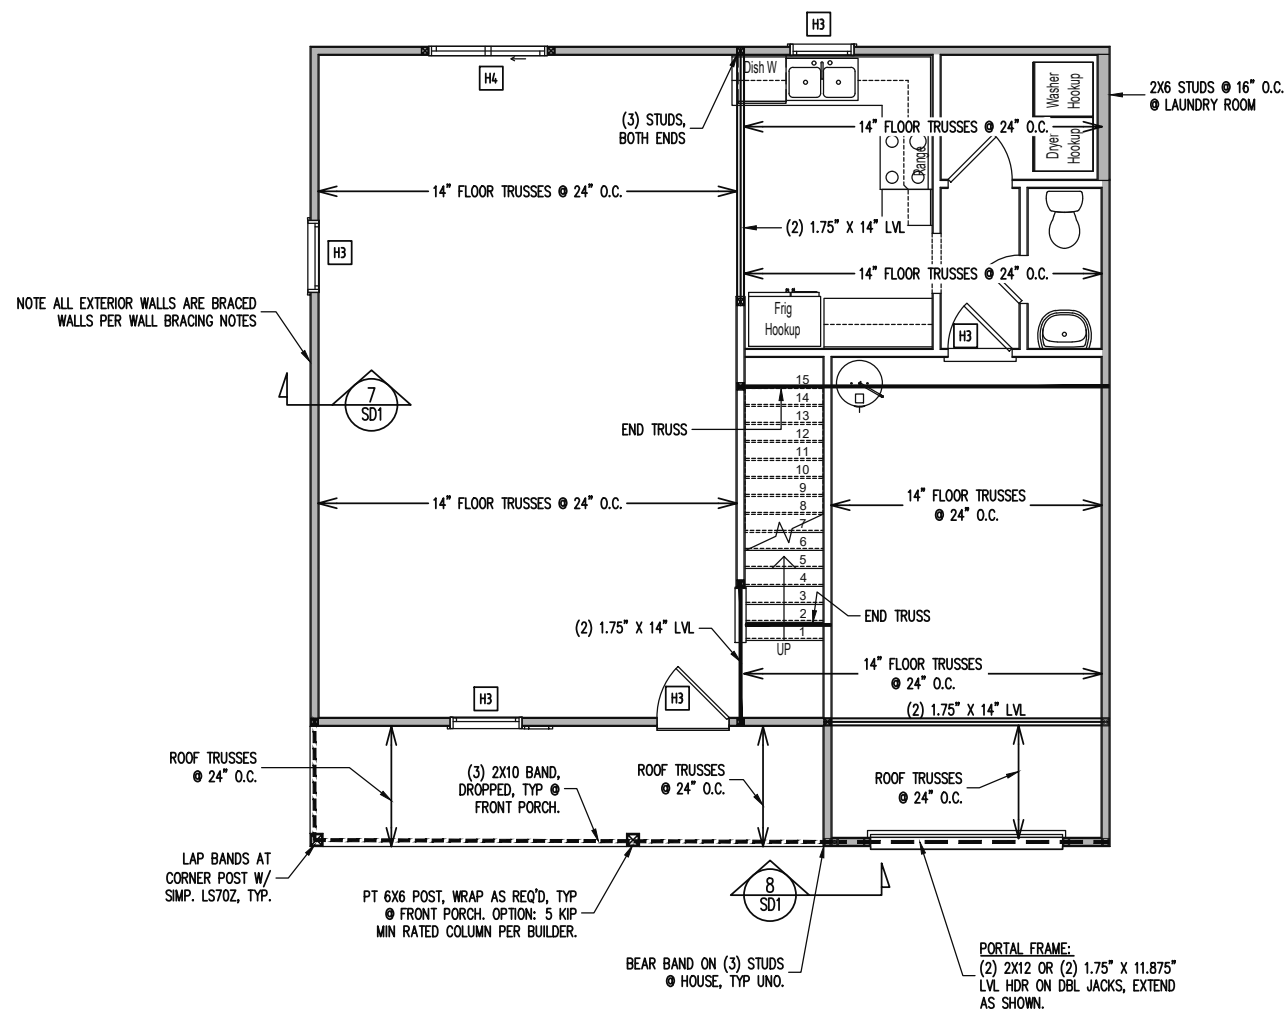 H3
H4
Dish W
Washer
Hookup
2X6 STUDS @ 16" O.C.
@ LAUNDRY ROOM
(3) STUDS,
BOTH ENDS
14" FLOOR TRUSSES @ 24" O.C.
Dryer
Hookup
Range
14" FLOOR TRUSSES @ 24" O.C.
(2) 1.75" X 14" LVL
H3
14" FLOOR TRUSSES @ 24" O.C.
NOTE ALL EXTERIOR WALLS ARE BRACED
WALLS PER WALL BRACING NOTES
Frig
Hookup
H3
7
SD1
15
14
13
12
11
10
9
8
7
6
5
4
3
2
1
UP
END TRUSS
14" FLOOR TRUSSES @ 24" O.C.
14" FLOOR TRUSSES
@ 24" O.C.
END TRUSS
(2) 1.75" X 14" LVL
14" FLOOR TRUSSES
@ 24" O.C.
H3
H3
(2) 1.75" X 14" LVL
ROOF TRUSSES
@ 24" O.C.
(3) 2X10 BAND,
DROPPED, TYP @
FRONT PORCH.
ROOF TRUSSES
@ 24" O.C.
ROOF TRUSSES
@ 24" O.C.
LAP BANDS AT
CORNER POST W/
SIMP. LS70Z, TYP.
PT 6X6 POST, WRAP AS REQ'D, TYP
@ FRONT PORCH. OPTION: 5 KIP
MIN RATED COLUMN PER BUILDER.
8
SD1
BEAR BAND ON (3) STUDS
@ HOUSE, TYP UNO.
PORTAL FRAME:
(2) 2X12 OR (2) 1.75" X 11.875"
LVL HDR ON DBL JACKS, EXTEND
AS SHOWN.